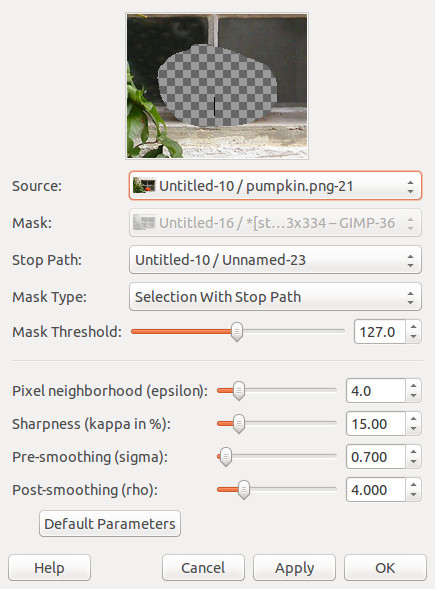 Source: Untitled-10 / pumpkin.png-21
Mask: Untitled-16 / *[st…3x334 – GIMP-36
Stop Path: Untitled-10 / Unnamed-23
Mask Type: Selection With Stop Path
Mask Threshold: 127.0
Pixel neighborhood (epsilon): 4.0
Sharpness (kappa in %): 15.00
Pre-smoothing (sigma): 0.700
Post-smoothing (rho): 4.000
Default Parameters
Help Cancel Apply OK